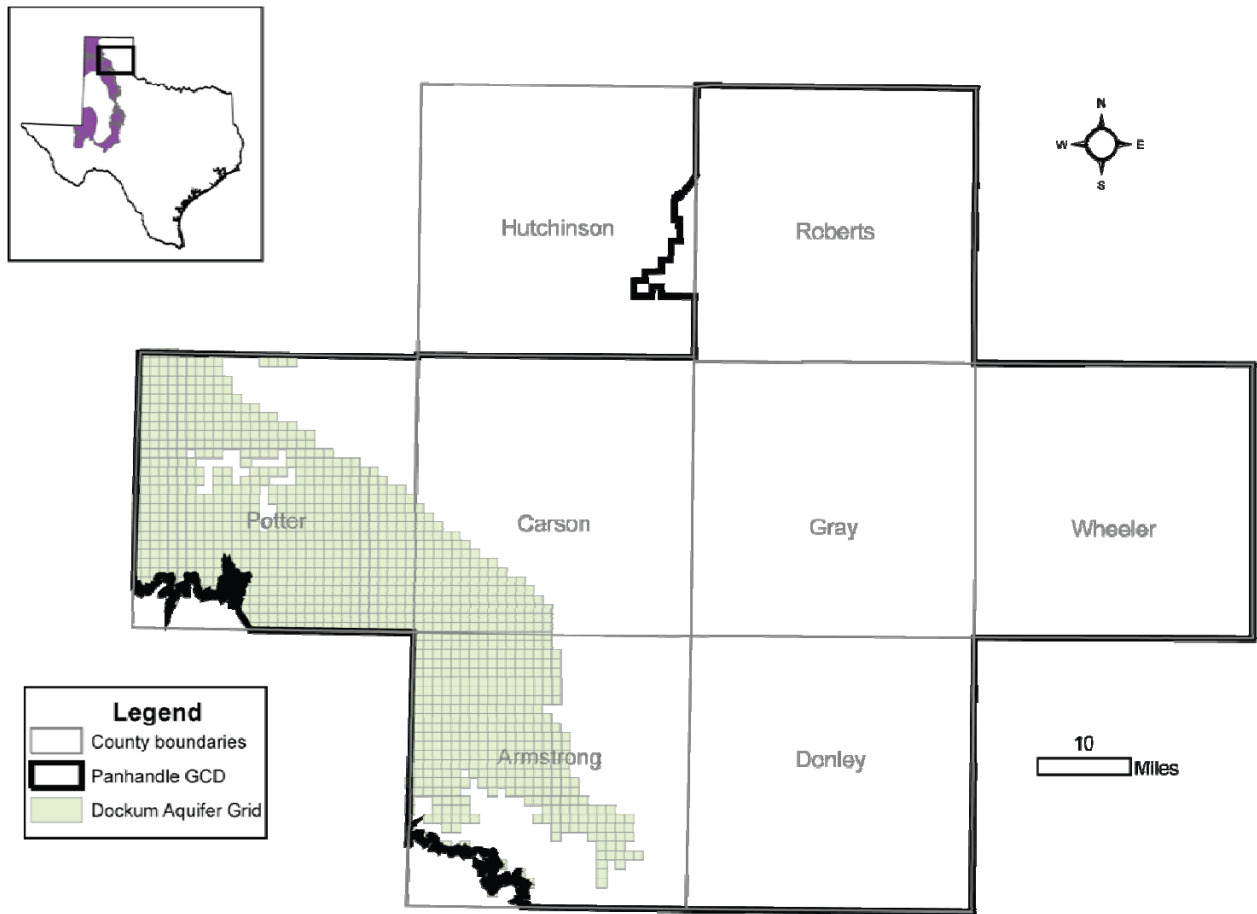 N
W E
S
Hutchinson
Roberts
Potter
Carson
Gray
Wheeler
Armstrong
Donley
Legend
County boundaries
Panhandle GCD
Dockum Aquifer Grid
10
Miles